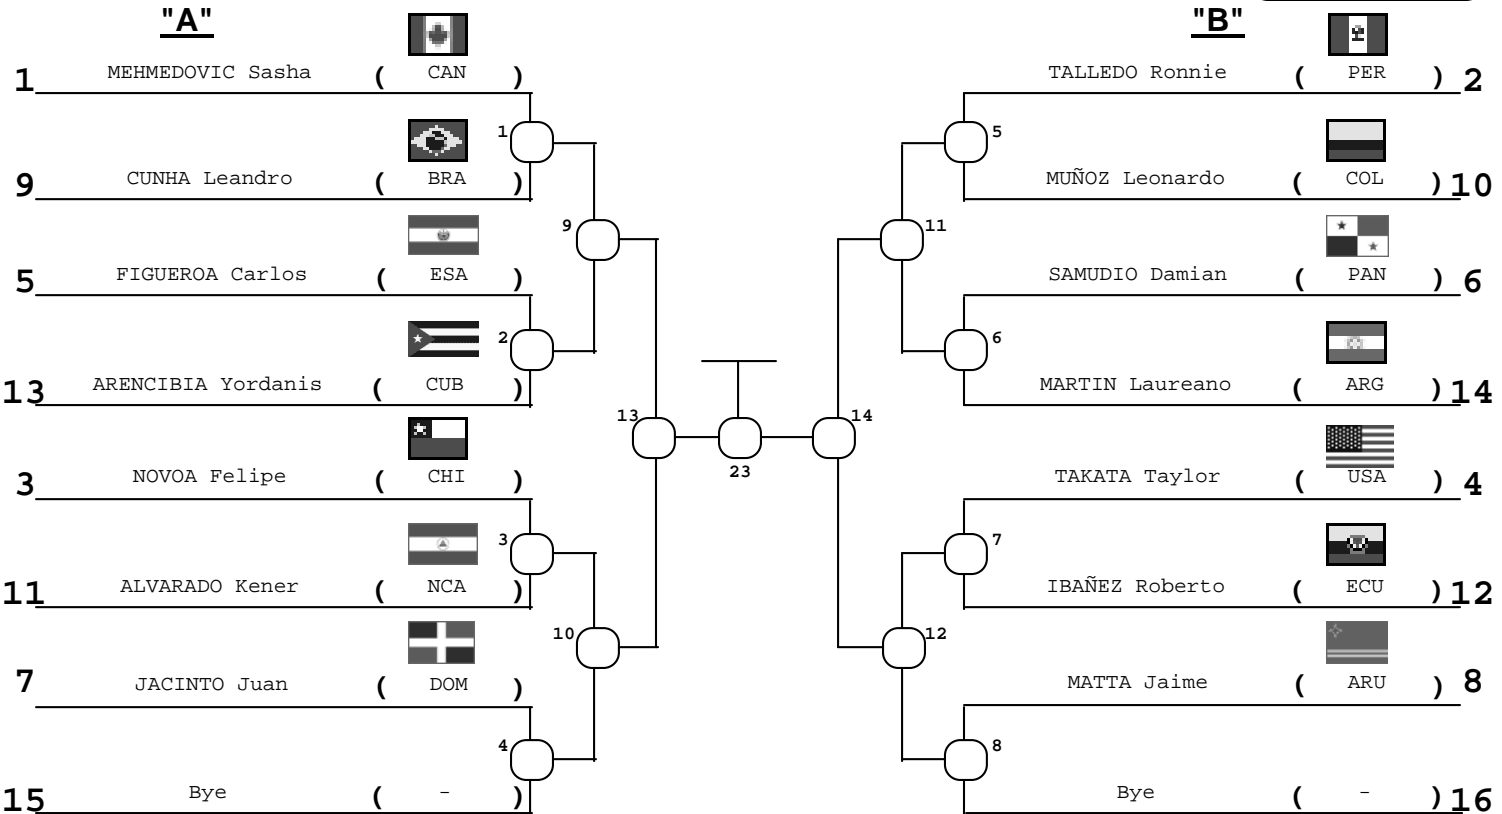 "A"
1 MEHMEDOVIC Sasha ( CAN )
1
9 CUNHA Leandro ( BRA )
9
5 FIGUEROA Carlos ( ESA )
2
13 ARENCIBIA Yordanis ( CUB )
13
3 NOVOA Felipe ( CHI )
3
11 ALVARADO Kener ( NCA )
10
7 JACINTO Juan ( DOM )
4
15 Bye ( - )
23
"B"
TALLEDO Ronnie ( PER ) 2
5
MUÑOZ Leonardo ( COL ) 10
11
SAMUDIO Damian ( PAN ) 6
6
MARTIN Laureano ( ARG ) 14
14
TAKATA Taylor ( USA ) 4
7
IBAÑEZ Roberto ( ECU ) 12
12
MATTA Jaime ( ARU ) 8
8
Bye ( - ) 16